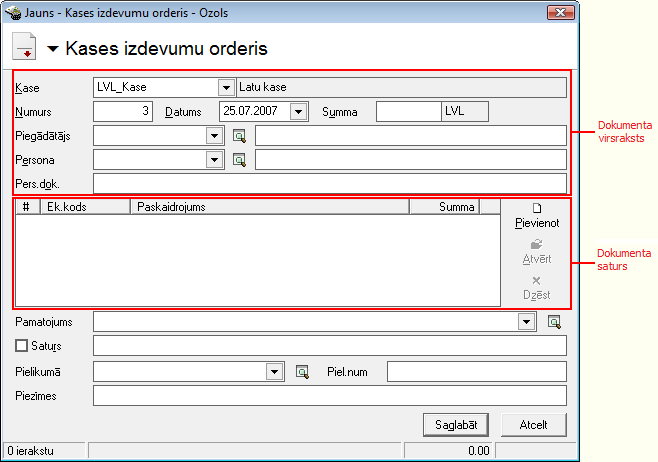 Jauns - Kases izdevumu orderis - Ozols
Kases izdevumu orderis
Kase LVL_Kase Latu kase
Numurs 3 Datums 25.07.2007 Summa LVL
Piegādātājs
Persona
Pers.dok.
Dokumenta
virsraksts
# Ek.kods Paskaidrojums Summa
Pievienot
Atvērt
Dzēst
Dokumenta
saturs
Pamatojums
Saturs
Pielikumā Piel.num
Piezīmes
Saglabāt Atcelt
0 ierakstu 0.00